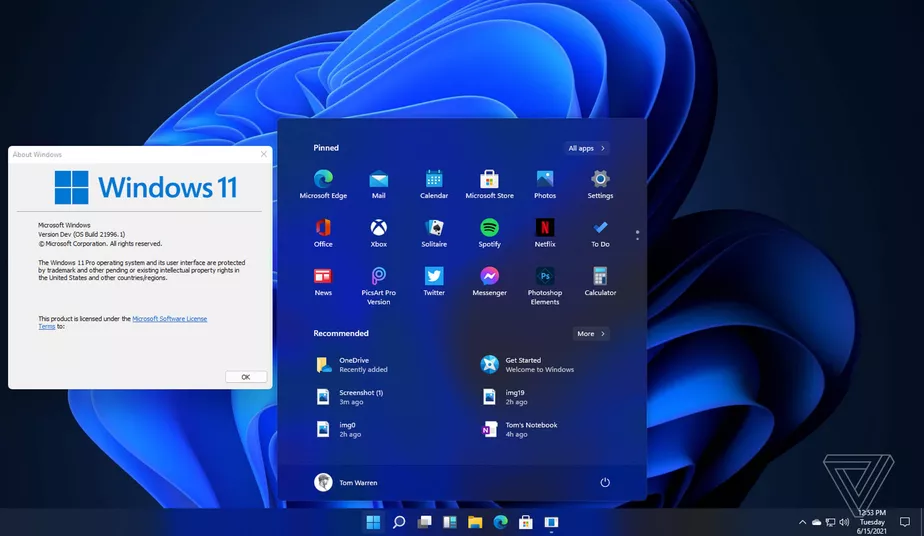 About Windows
Windows 11
Microsoft Windows
Version Dev (OS Build 21996.1)
© Microsoft Corporation. All rights reserved.
The Windows 11 Pro operating system and its user interface are protected
by trademark and other pending or existing intellectual property rights in
the United States and other countries/regions.
This product is licensed under the Microsoft Software License
Terms to:
OK
Pinned
All apps
Microsoft Edge
Mail
Calendar
Microsoft Store
Photos
Settings
Office
Xbox
Solitaire
Spotify
Netflix
To Do
News
PicsArt Pro
Version
Twitter
Messenger
Ps
Photoshop
Elements
Calculator
Recommended
More
OneDrive
Recently added
Get Started
Welcome to Windows
Screenshot (1)
3m ago
img19
2h ago
img0
2h ago
N
Tom's Notebook
4h ago
Tom Warren
12:53 PM
Tuesday
6/15/2021